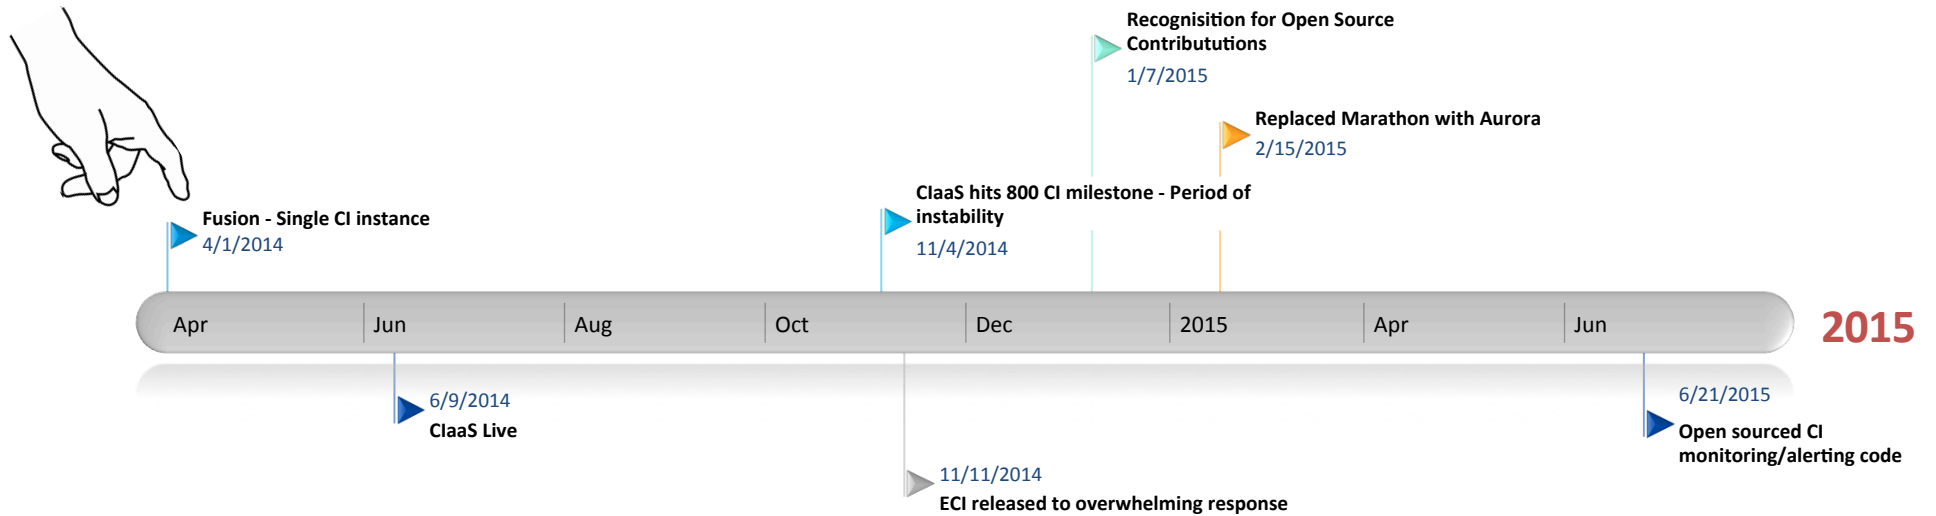 Recognisition for Open Source
Contribututions
1/7/2015
Replaced Marathon with Aurora
2/15/2015
CIaaS hits 800 CI milestone - Period of
instability
11/4/2014
Fusion - Single CI instance
4/1/2014
Apr
Jun
Aug
Oct
Dec
2015
Apr
Jun
2015
6/9/2014
CIaaS Live
6/21/2015
Open sourced CI
monitoring/alerting code
11/11/2014
ECI released to overwhelming response